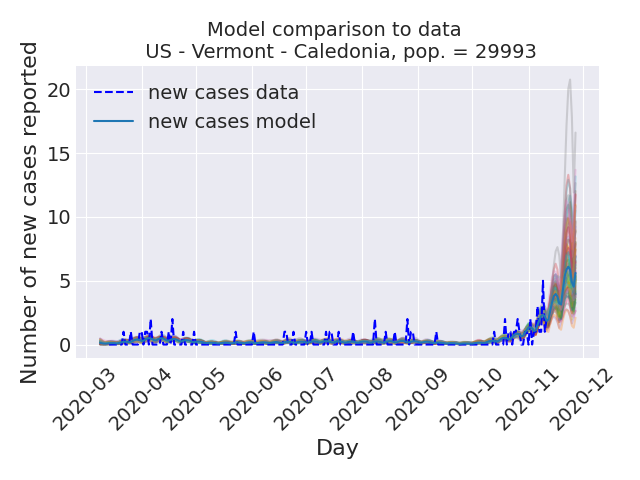 Model comparison to data
US - Vermont - Caledonia, pop. = 29993
Number of new cases reported
20
15
10
5
0
new cases data
new cases model
2020-03
2020-04
2020-05
2020-06
2020-07
2020-08
2020-09
2020-10
2020-11
2020-12
Day